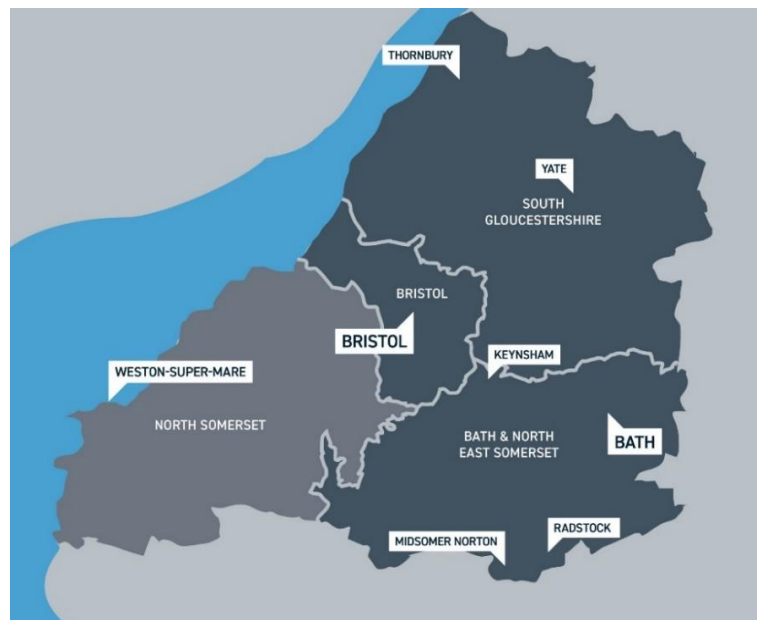 THORNBURY
YATE
SOUTH
GLOUCESTERSHIRE
BRISTOL
BRISTOL
KEYNSHAM
WESTON-SUPER-MARE
NORTH SOMERSET
BATH & NORTH
EAST SOMERSET
BATH
RADSTOCK
MIDSOMER NORTON